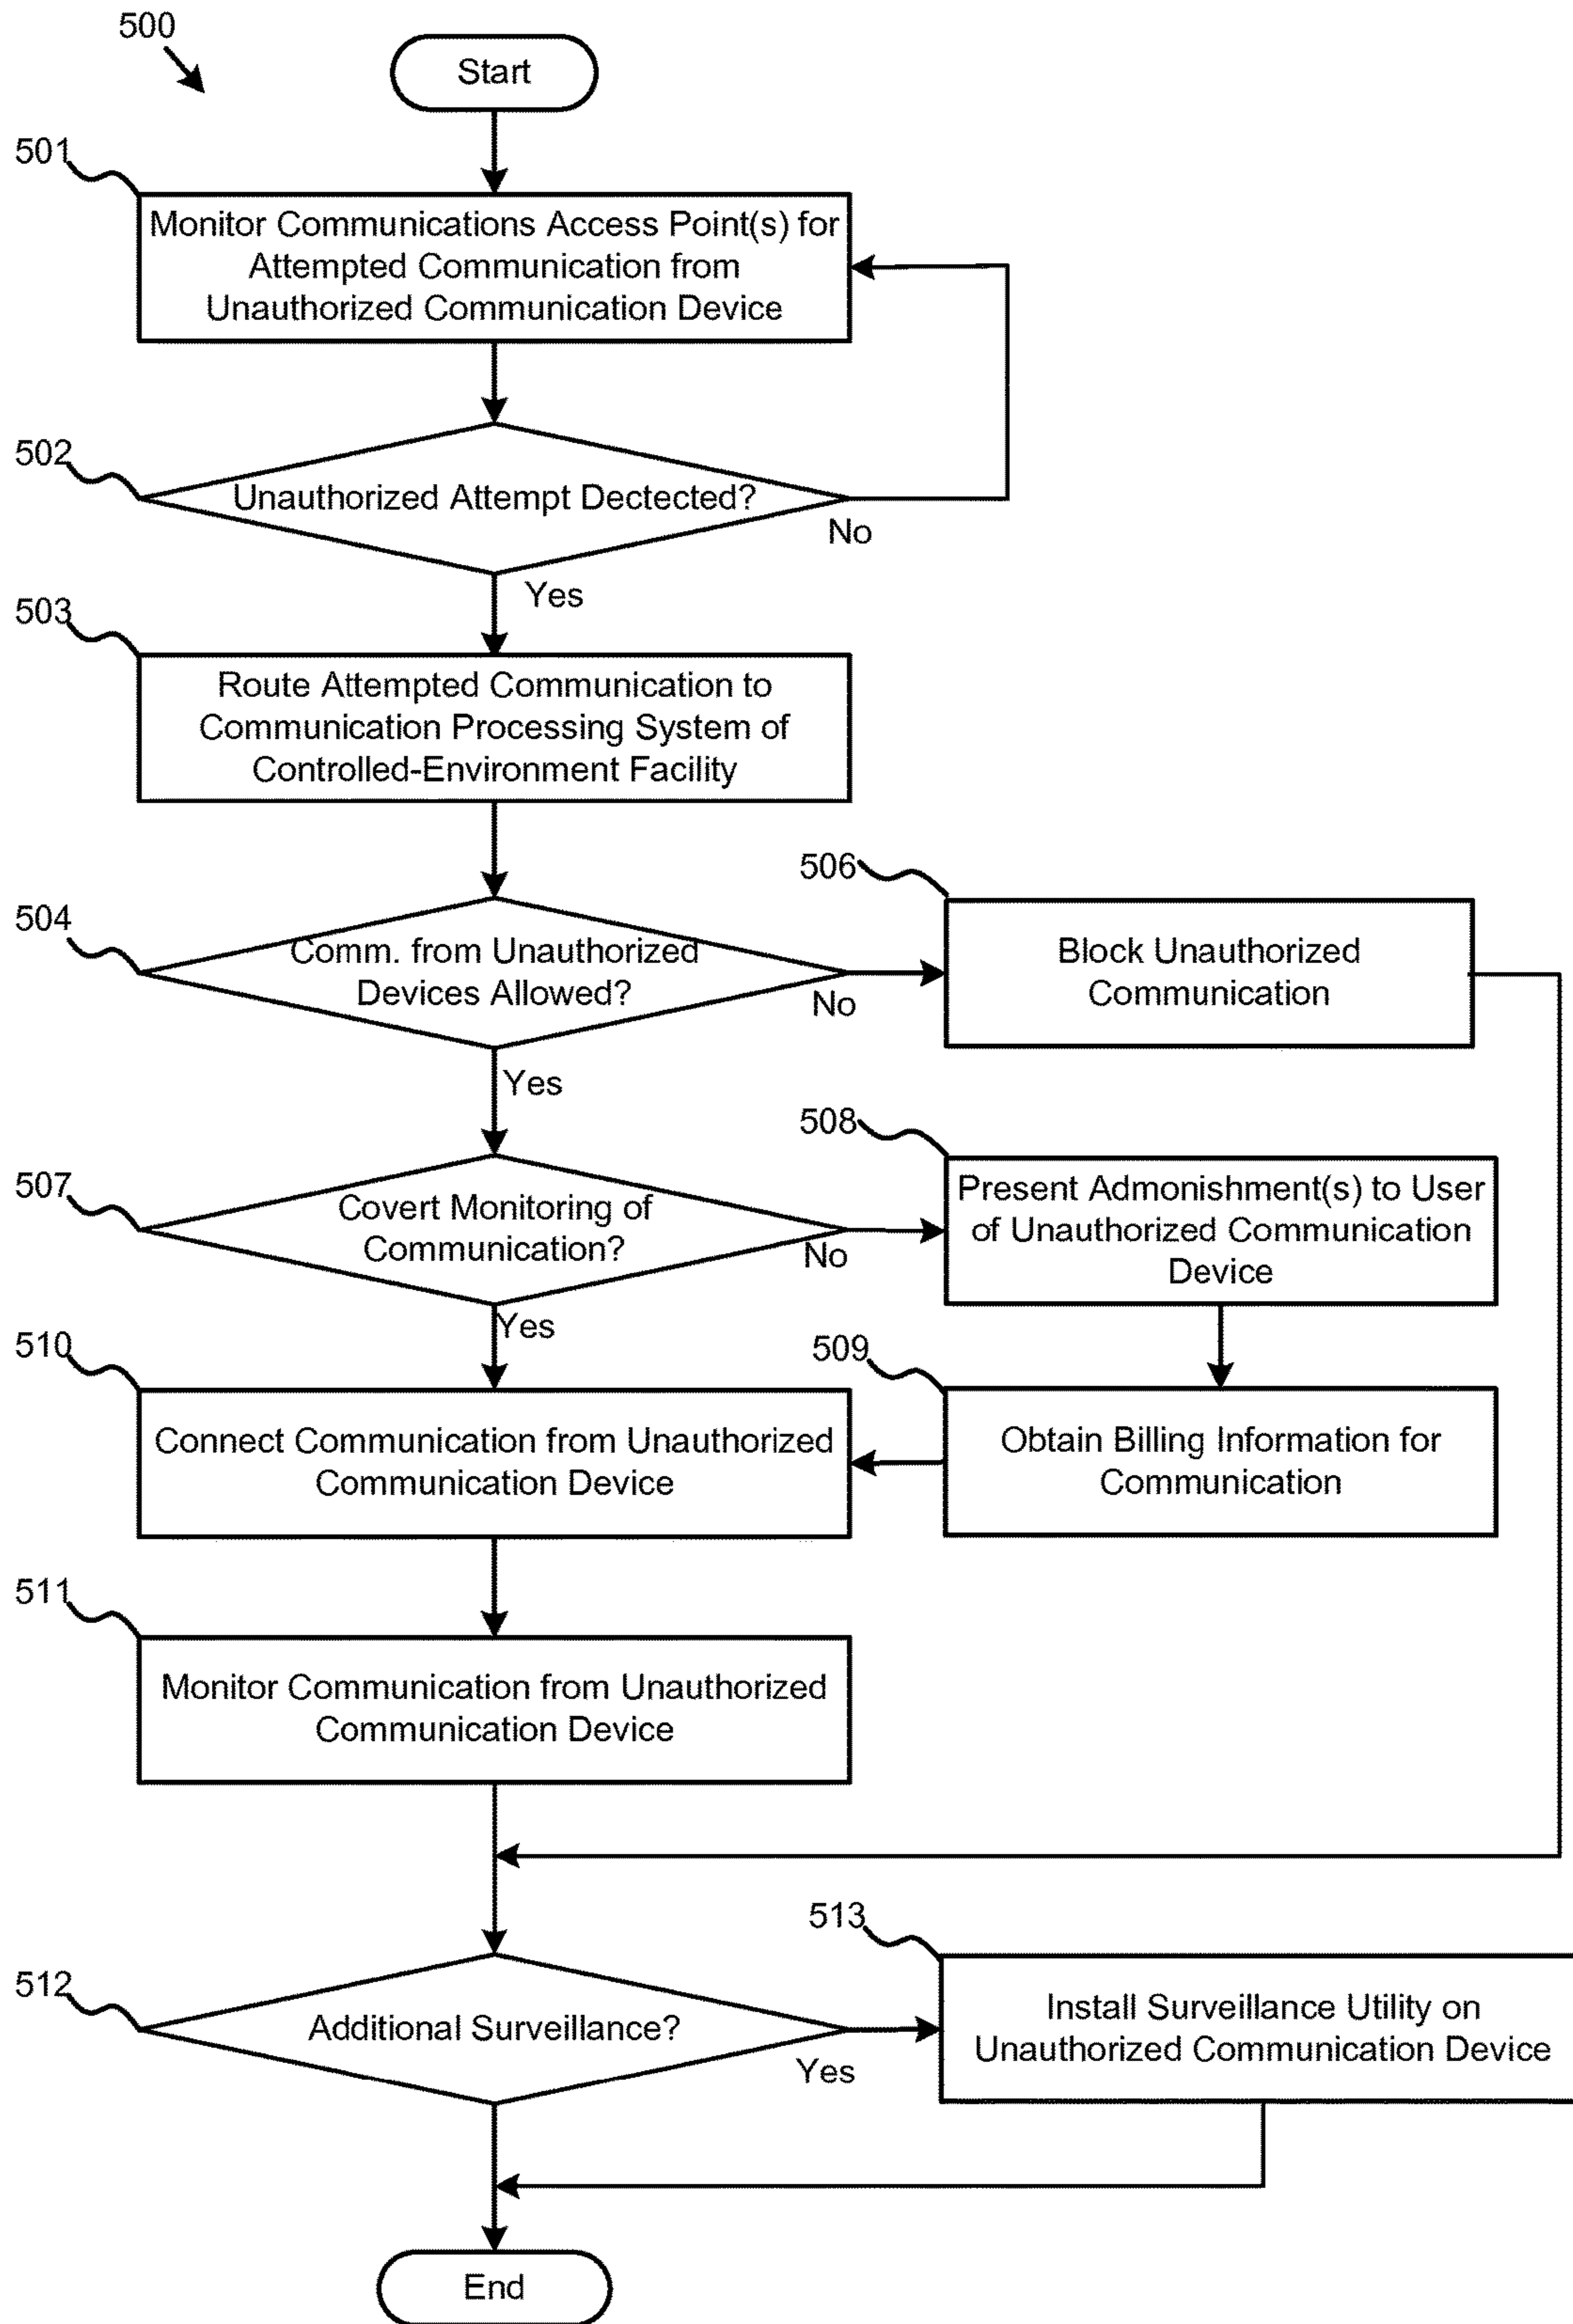 500
Start
501
Monitor Communications Access Point(s) for
Attempted Communication from
Unauthorized Communication Device
502
Unauthorized Attempt Dectected?
No
Yes
503
Route Attempted Communication to
Communication Processing System of
Controlled-Environment Facility
504
Comm. from Unauthorized
Devices Allowed?
No
506
Block Unauthorized
Communication
Yes
507
Covert Monitoring of
Communication?
No
508
Present Admonishment(s) to User
of Unauthorized Communication
Device
Yes
509
Obtain Billing Information for
Communication
510
Connect Communication from Unauthorized
Communication Device
511
Monitor Communication from Unauthorized
Communication Device
512
Additional Surveillance?
Yes
513
Install Surveillance Utility on
Unauthorized Communication Device
End